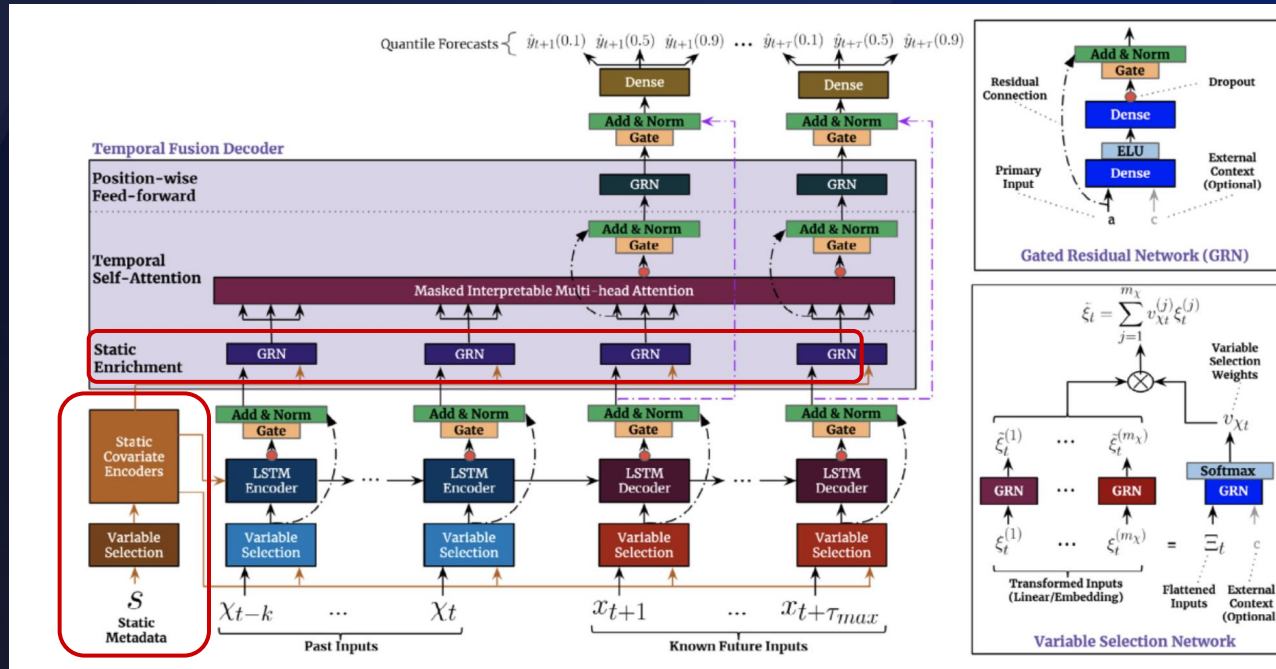 Quantile Forecasts { ŷt+1(0.1) ŷt+1(0.5) ŷt+1(0.9) ... ŷt+τ(0.1) ŷt+τ(0.5) ŷt+τ(0.9)
Dense Dense
Add & Norm Add & Norm
Gate Gate
Temporal Fusion Decoder
Position-wise
Feed-forward
GRN GRN
Add & Norm Add & Norm
Gate Gate
Temporal
Self-Attention
Masked Interpretable Multi-head Attention
Static
Enrichment
GRN GRN GRN GRN
Add & Norm Add & Norm Add & Norm Add & Norm
Gate Gate Gate Gate
Static
Covariate
Encoders
LSTM
Encoder
...
LSTM
Encoder
LSTM
Decoder
...
LSTM
Decoder
Variable
Selection
Variable
Selection
Variable
Selection
Variable
Selection
Variable
Selection
s
Static
Metadata
χt−k ... χt xt+1 ... xt+τmax
Past Inputs Known Future Inputs
Add & Norm
Gate
Residual
Connection
Dropout
Dense
ELU
Dense
Primary
Input
External
Context
(Optional)
a c
Gated Residual Network (GRN)
ξ̃t = ∑j=1mχ vχt(j) ξ̃t(j)
Variable
Selection
Weights
⊗
vχt
ξ̃t(1) ... ξ̃t(mχ)
Softmax
GRN ... GRN GRN
ξt(1) ... ξt(mχ) = Ξt c
Transformed Inputs
(Linear/Embedding)
Flattened
Inputs
External
Context
(Optional
Variable Selection Network